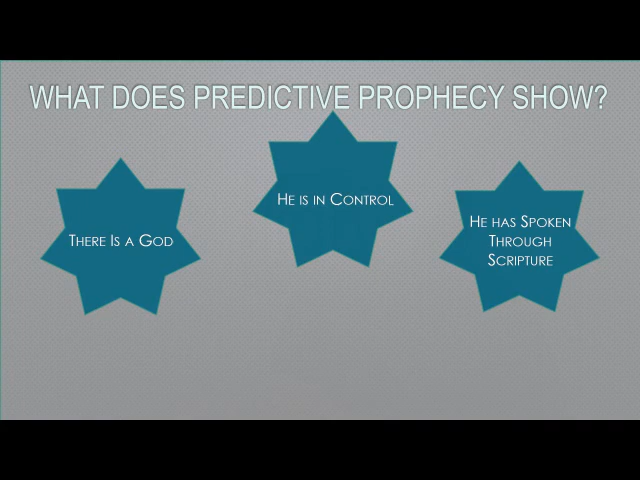 WHAT DOES PREDICTIVE PROPHECY SHOW?
There Is a God
He is in Control
He has Spoken
Through
Scripture